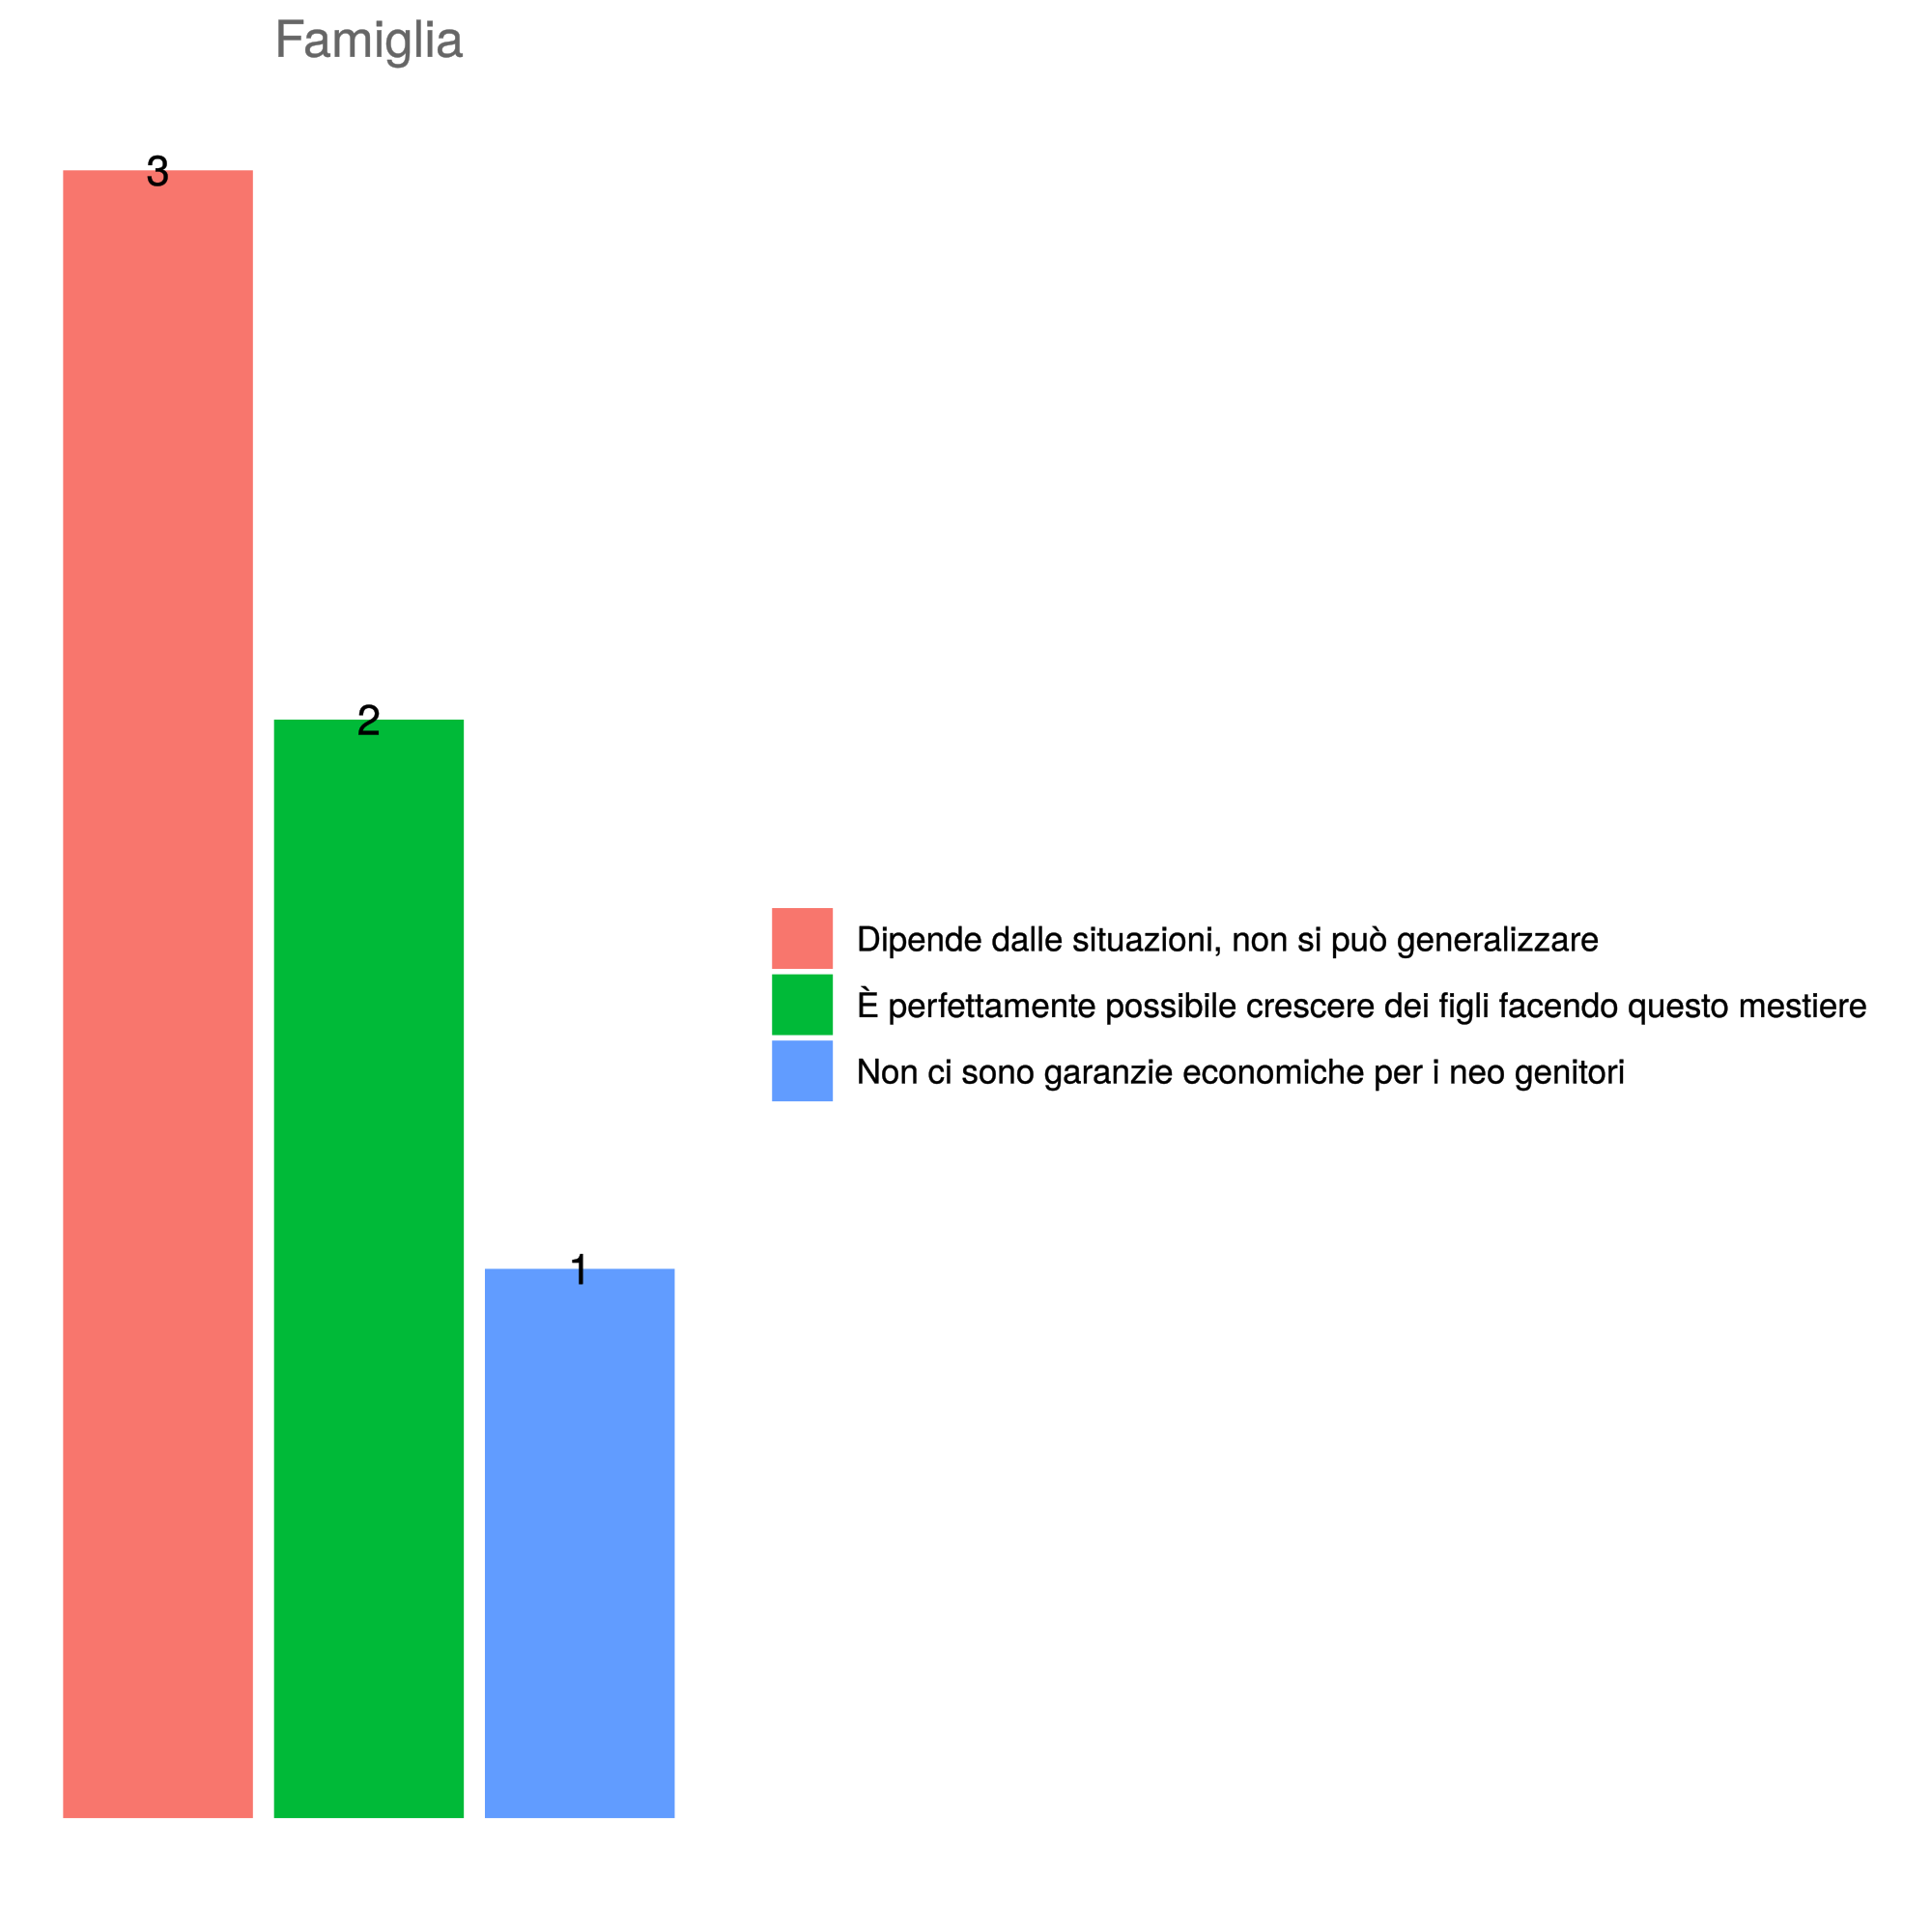 Famiglia
3
2
1
Dipende dalle situazioni, non si può generalizzare
È perfettamente possibile crescere dei figli facendo questo mestiere
Non ci sono garanzie economiche per i neo genitori